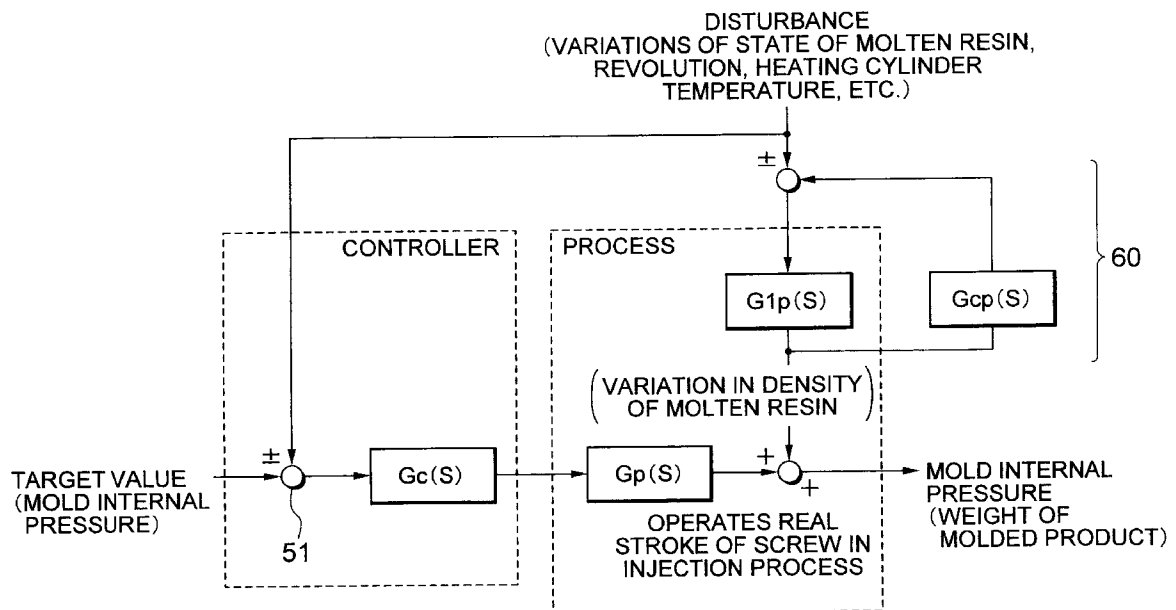 DISTURBANCE
(VARIATIONS OF STATE OF MOLTEN RESIN,
REVOLUTION, HEATING CYLINDER
TEMPERATURE, ETC.)
±
60
CONTROLLER
PROCESS
G1p(S)
Gcp(S)
(VARIATION IN DENSITY
OF MOLTEN RESIN)
±
TARGET VALUE
(MOLD INTERNAL
PRESSURE)
51
Gc(S)
Gp(S)
+
+
MOLD INTERNAL
PRESSURE
(WEIGHT OF
MOLDED PRODUCT)
OPERATES REAL
STROKE OF SCREW IN
INJECTION PROCESS